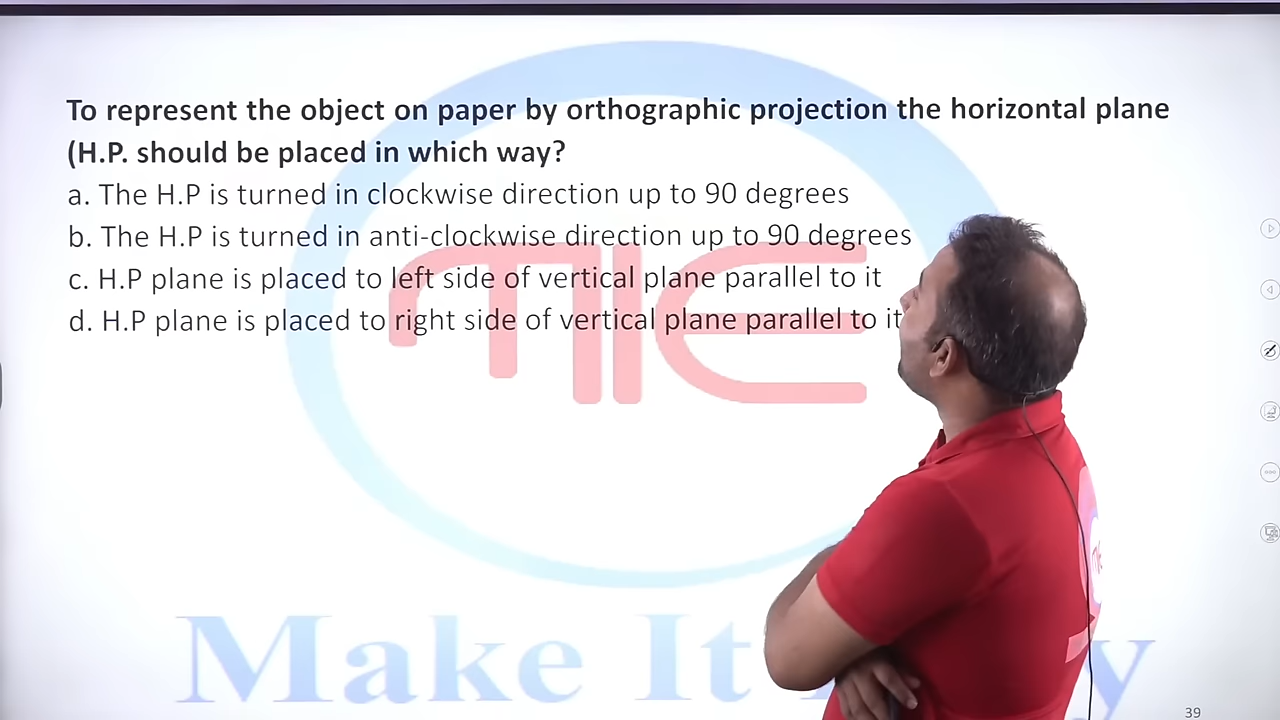 To represent the object on paper by orthographic projection the horizontal plane
(H.P. should be placed in which way?
a. The H.P is turned in clockwise direction up to 90 degrees
b. The H.P is turned in anti-clockwise direction up to 90 degrees
c. H.P plane is placed to left side of vertical plane parallel to it
d. H.P plane is placed to right side of vertical plane parallel to it
MIE
Make It
39